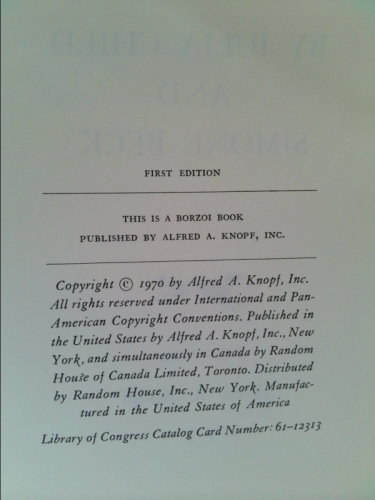 BY JULIA CHILD
AND
SIMONE BECK
FIRST EDITION
THIS IS A BORZOI BOOK
PUBLISHED BY ALFRED A. KNOPF, INC.
Copyright © 1970 by Alfred A. Knopf, Inc.
All rights reserved under International and Pan-
American Copyright Conventions. Published in
the United States by Alfred A. Knopf, Inc., New
York, and simultaneously in Canada by Random
House of Canada Limited, Toronto. Distributed
by Random House, Inc., New York. Manufac-
tured in the United States of America
Library of Congress Catalog Card Number: 61-12313